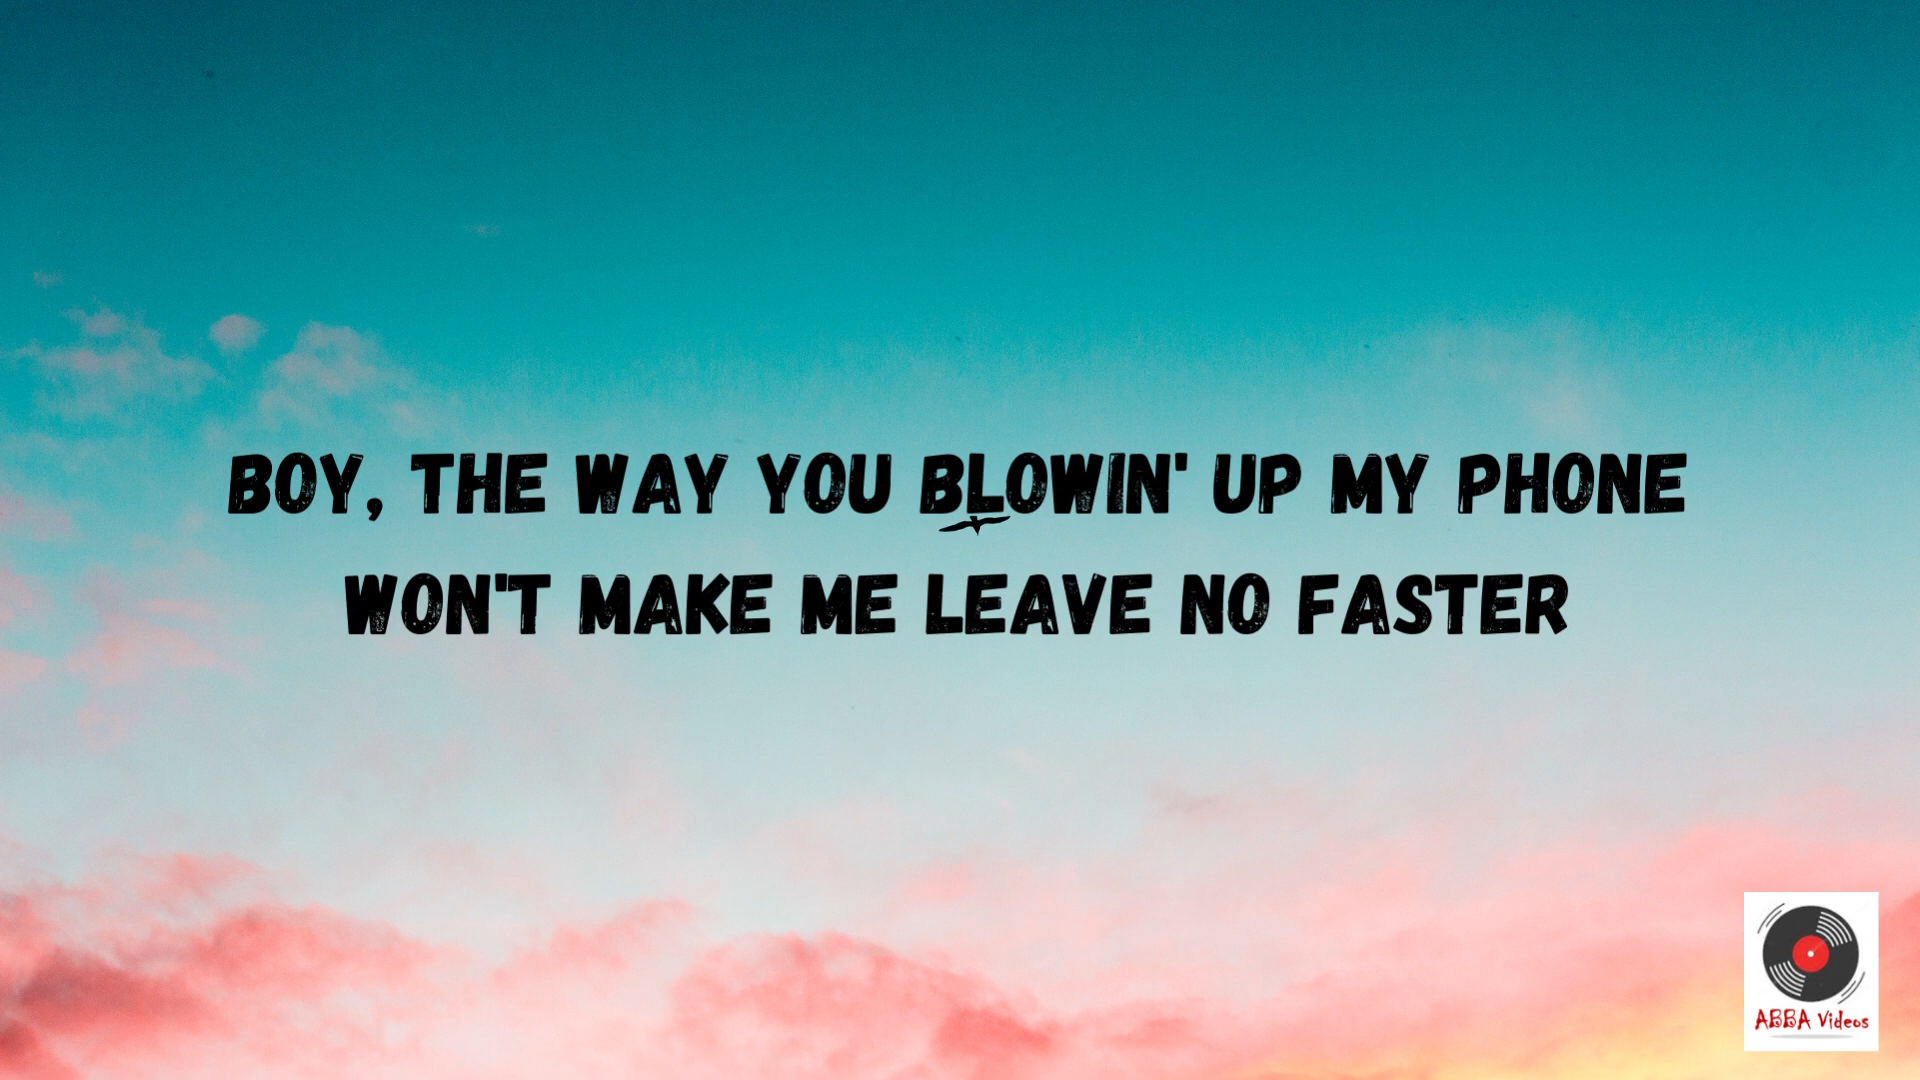 BOY, THE WAY YOU BLOWIN' UP MY PHONE
WON'T MAKE ME LEAVE NO FASTER
ABBA Videos